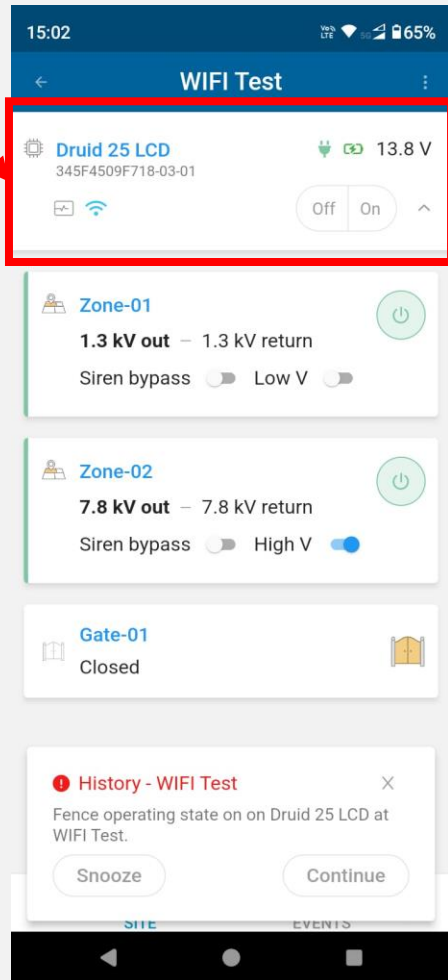 15:02
Vo)) LTE 5G 65%
WIFI Test
Druid 25 LCD 13.8 V
345F4509F718-03-01
Off On
Zone-01
1.3 kV out – 1.3 kV return
Siren bypass Low V
Zone-02
7.8 kV out – 7.8 kV return
Siren bypass High V
Gate-01
Closed
History - WIFI Test
Fence operating state on on Druid 25 LCD at
WIFI Test.
Snooze Continue
SITE EVENTS